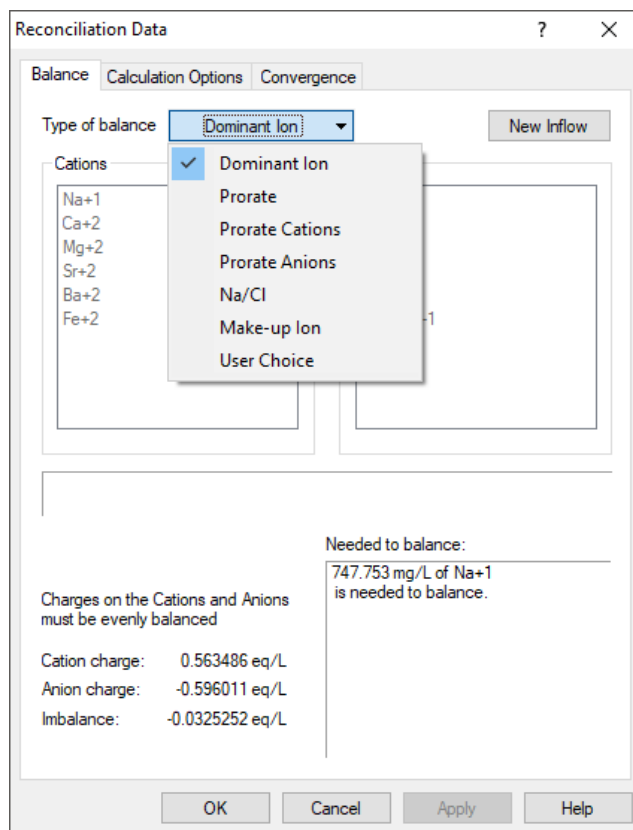 Reconciliation Data ?
Balance Calculation Options Convergence
Type of balance Dominant Ion New Inflow
Cations
Dominant Ion
Prorate
Prorate Cations
Prorate Anions
Na/Cl
Make-up Ion
User Choice
Na+1
Ca+2
Mg+2
Sr+2
Ba+2
Fe+2 -1
Needed to balance:
747.753 mg/L of Na+1
is needed to balance.
Charges on the Cations and Anions
must be evenly balanced
Cation charge: 0.563486 eq/L
Anion charge: -0.596011 eq/L
Imbalance: -0.0325252 eq/L
OK Cancel Apply Help